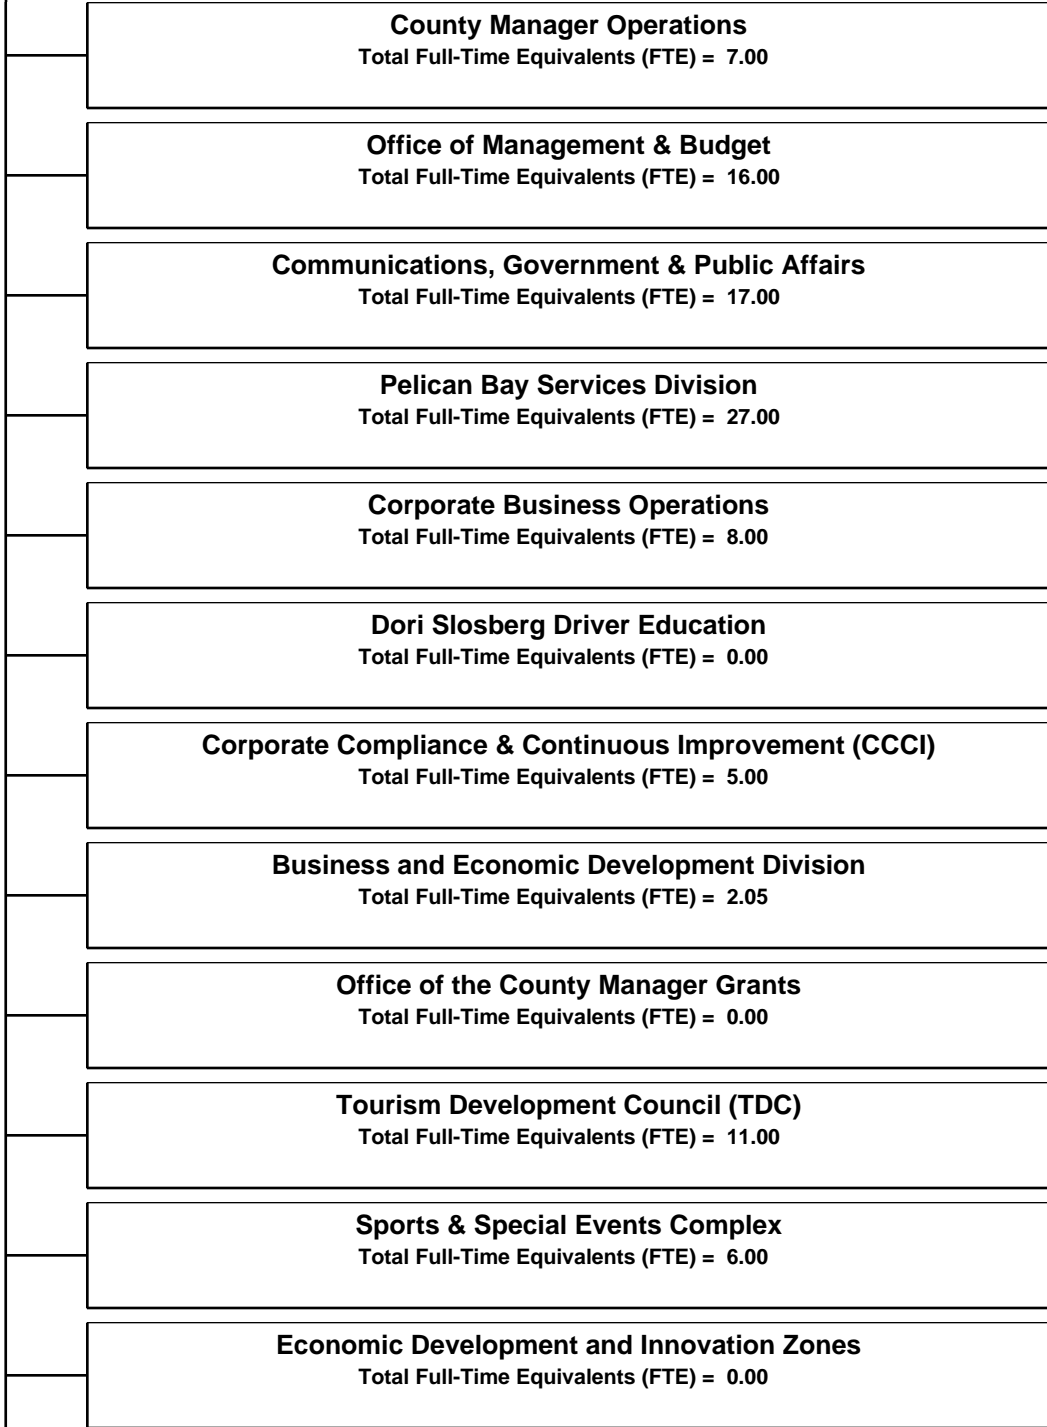 County Manager Operations
Total Full-Time Equivalents (FTE) = 7.00
Office of Management & Budget
Total Full-Time Equivalents (FTE) = 16.00
Communications, Government & Public Affairs
Total Full-Time Equivalents (FTE) = 17.00
Pelican Bay Services Division
Total Full-Time Equivalents (FTE) = 27.00
Corporate Business Operations
Total Full-Time Equivalents (FTE) = 8.00
Dori Slosberg Driver Education
Total Full-Time Equivalents (FTE) = 0.00
Corporate Compliance & Continuous Improvement (CCCI)
Total Full-Time Equivalents (FTE) = 5.00
Business and Economic Development Division
Total Full-Time Equivalents (FTE) = 2.05
Office of the County Manager Grants
Total Full-Time Equivalents (FTE) = 0.00
Tourism Development Council (TDC)
Total Full-Time Equivalents (FTE) = 11.00
Sports & Special Events Complex
Total Full-Time Equivalents (FTE) = 6.00
Economic Development and Innovation Zones
Total Full-Time Equivalents (FTE) = 0.00